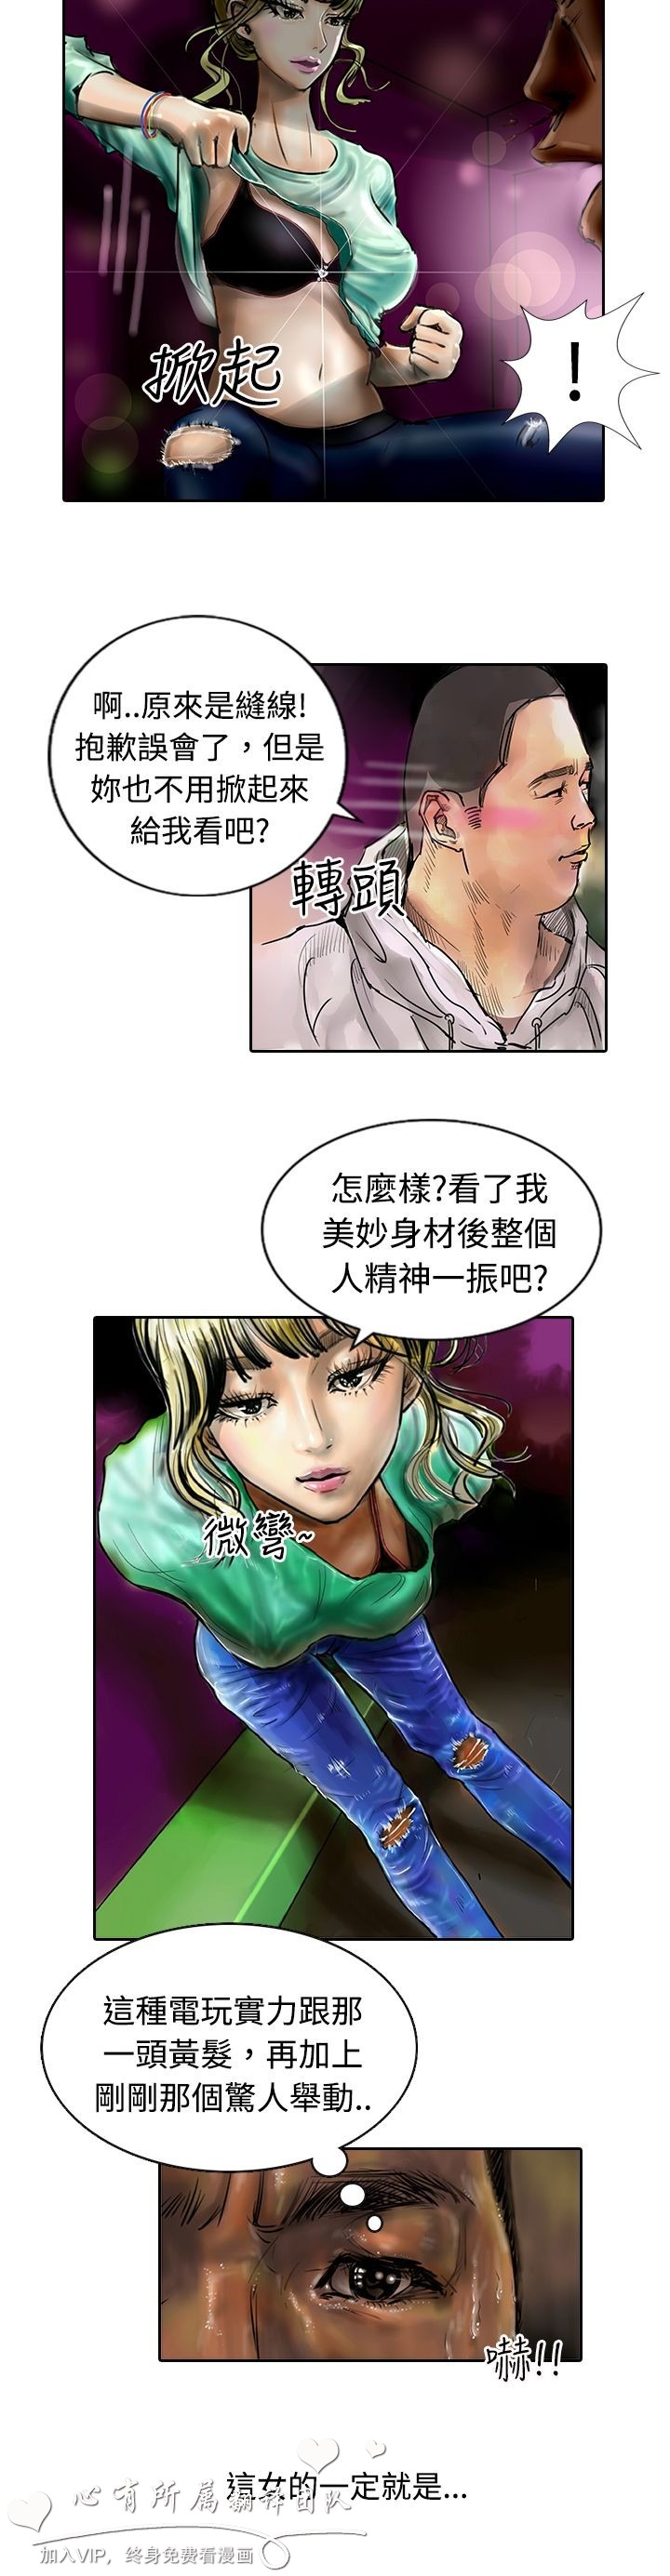 掀起
!
啊..原來是縫線!
抱歉誤會了，但是
妳也不用掀起來
給我看吧?
轉頭
怎麼樣?看了我
美妙身材後整個
人精神一振吧?
微彎~
這種電玩實力跟那
一頭黃髮，再加上
剛剛那個驚人舉動..
嚇!!
這女的一定就是...
心有所属翻译团队
加入VIP，终身免费看漫画